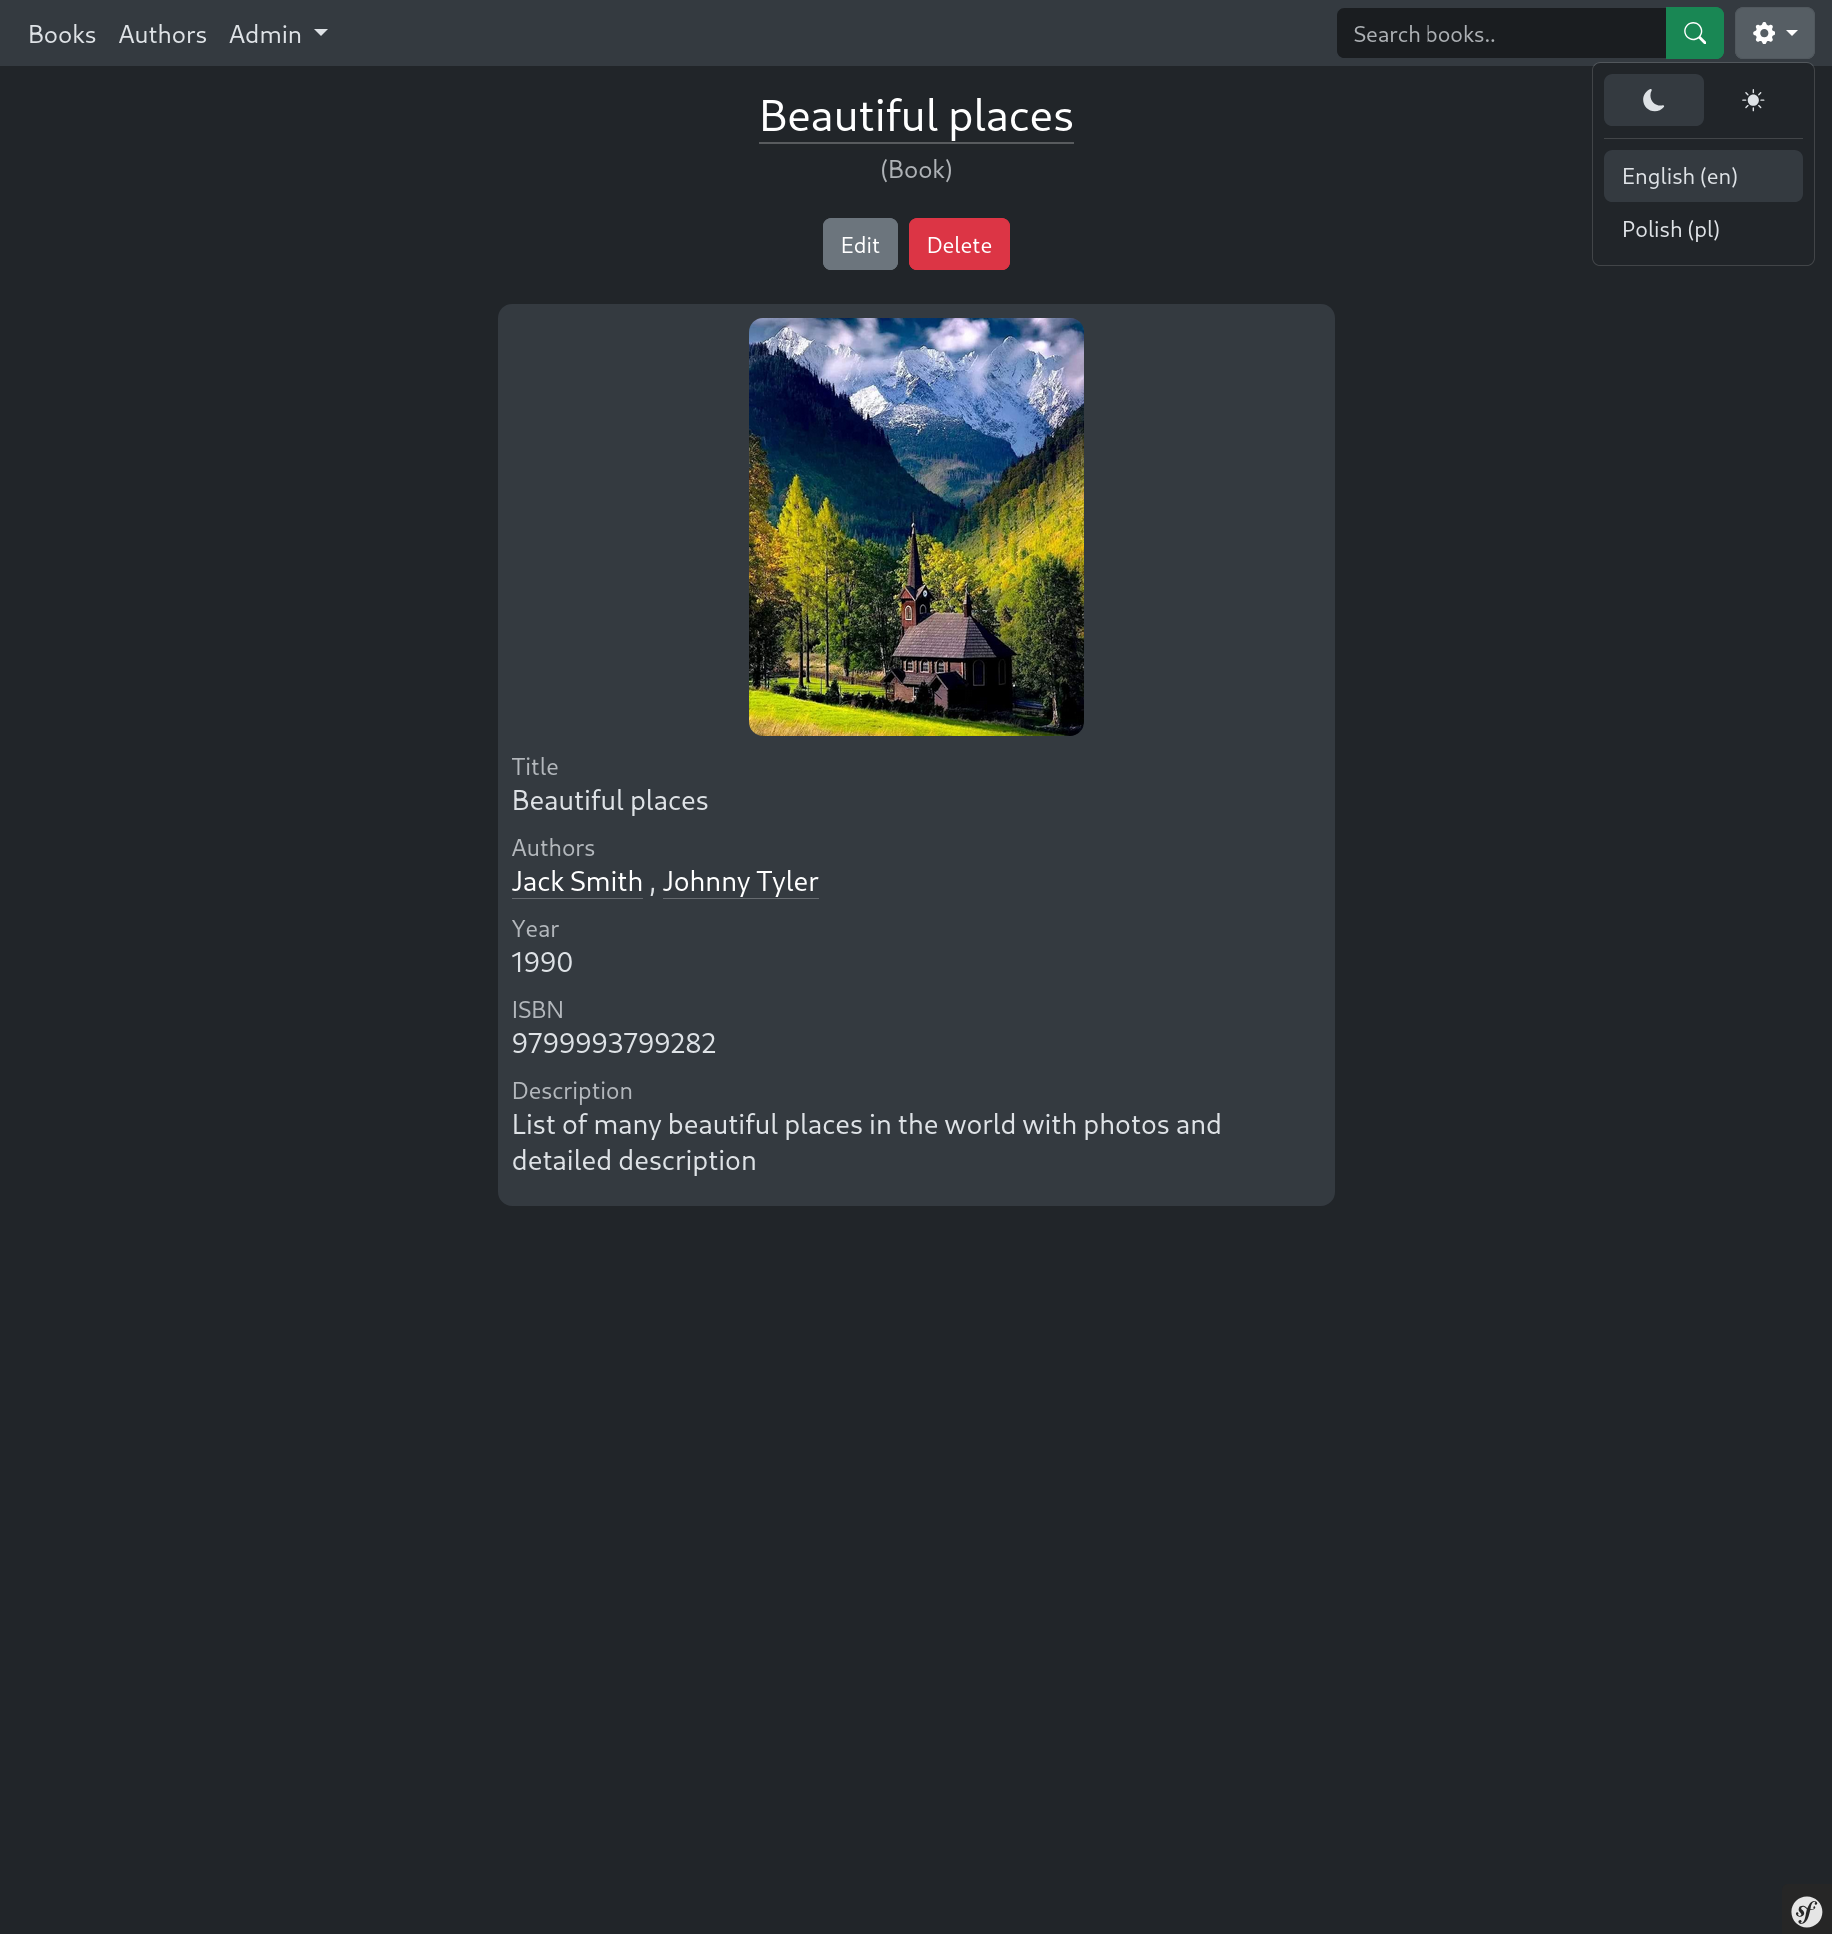 Books Authors Admin
Search books..
English (en)
Polish (pl)
Beautiful places
(Book)
Edit Delete
Title
Beautiful places
Authors
Jack Smith , Johnny Tyler
Year
1990
ISBN
9799993799282
Description
List of many beautiful places in the world with photos and
detailed description
sf